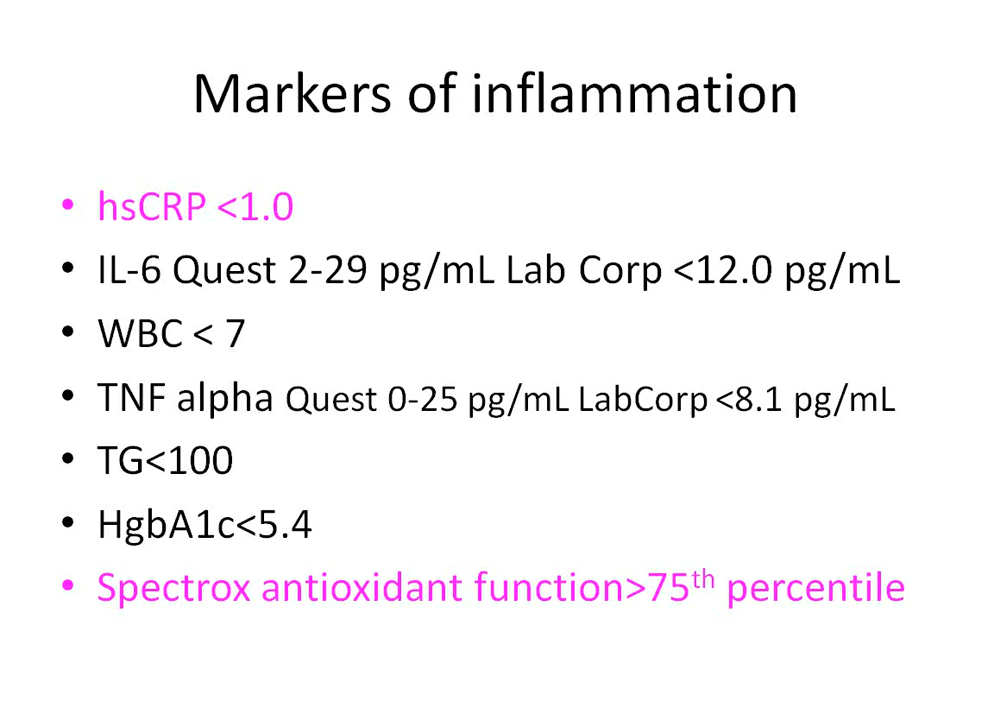 Markers of inflammation
• hsCRP <1.0
• IL-6 Quest 2-29 pg/mL Lab Corp <12.0 pg/mL
• WBC < 7
• TNF alpha Quest 0-25 pg/mL LabCorp <8.1 pg/mL
• TG<100
• HgbA1c<5.4
• Spectrox antioxidant function>75th percentile